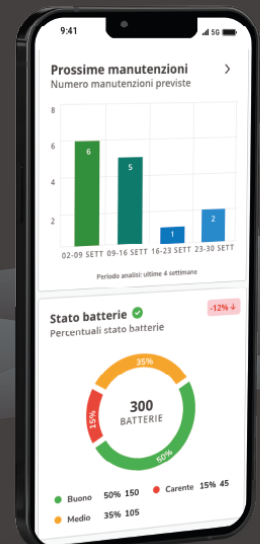 9:41
5G
Prossime manutenzioni
Numero manutenzioni previste
8
6
4
2
6
5
1
2
02-09 SETT 09-16 SETT 16-23 SETT 23-30 SETT
Periodo analisi: ultime 4 settimane
Stato batterie
-12%↓
Percentuali stato batterie
35%
15%
50%
300
BATTERIE
Buono 50% 150
Carente 15% 45
Medio 35% 105